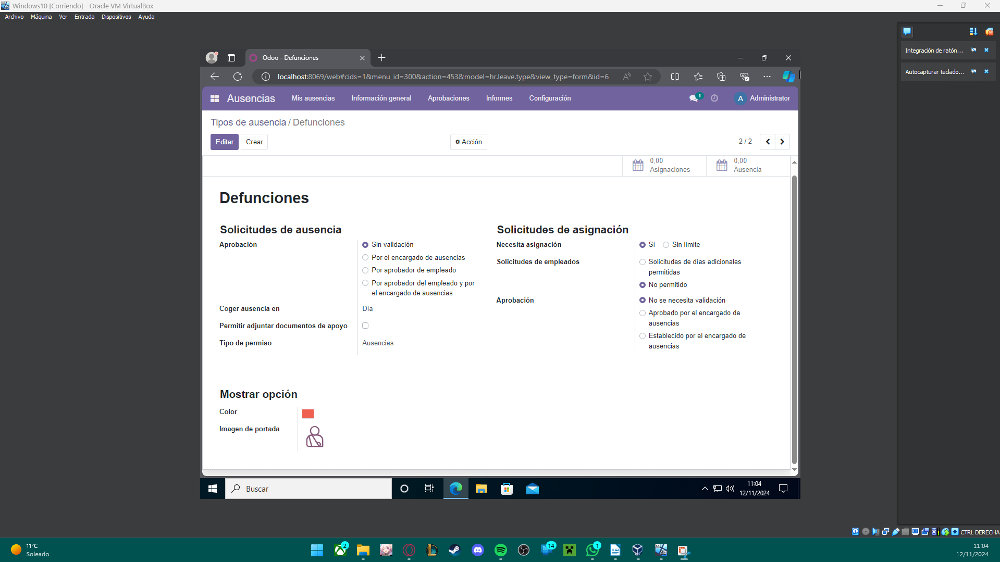 Windows10 [Corriendo] - Oracle VM VirtualBox
Archivo Máquina Ver Entrada Dispositivos Ayuda
Integración de ratón...
Autocapturar teclado...
Odoo - Defunciones
localhost:8069/web#cids=1&menu_id=300&action=453&model=hr.leave.type&view_type=form&id=6
Ausencias Mis ausencias Información general Aprobaciones Informes Configuración 1 A Administrator
Tipos de ausencia / Defunciones
Editar Crear Acción 2 / 2
0,00 Asignaciones
0,00 Ausencia
Defunciones
Solicitudes de ausencia
Aprobación
Sin validación
Por el encargado de ausencias
Por aprobador de empleado
Por aprobador del empleado y por
el encargado de ausencias
Coger ausencia en Día
Permitir adjuntar documentos de apoyo
Tipo de permiso Ausencias
Solicitudes de asignación
Necesita asignación Sí Sin límite
Solicitudes de empleados
Solicitudes de días adicionales
permitidas
No permitido
Aprobación
No se necesita validación
Aprobado por el encargado de
ausencias
Establecido por el encargado de
ausencias
Mostrar opción
Color
Imagen de portada
Buscar
11:04
12/11/2024
CTRL DERECHA
11°C
Soleado
2
14
1
11:04
12/11/2024